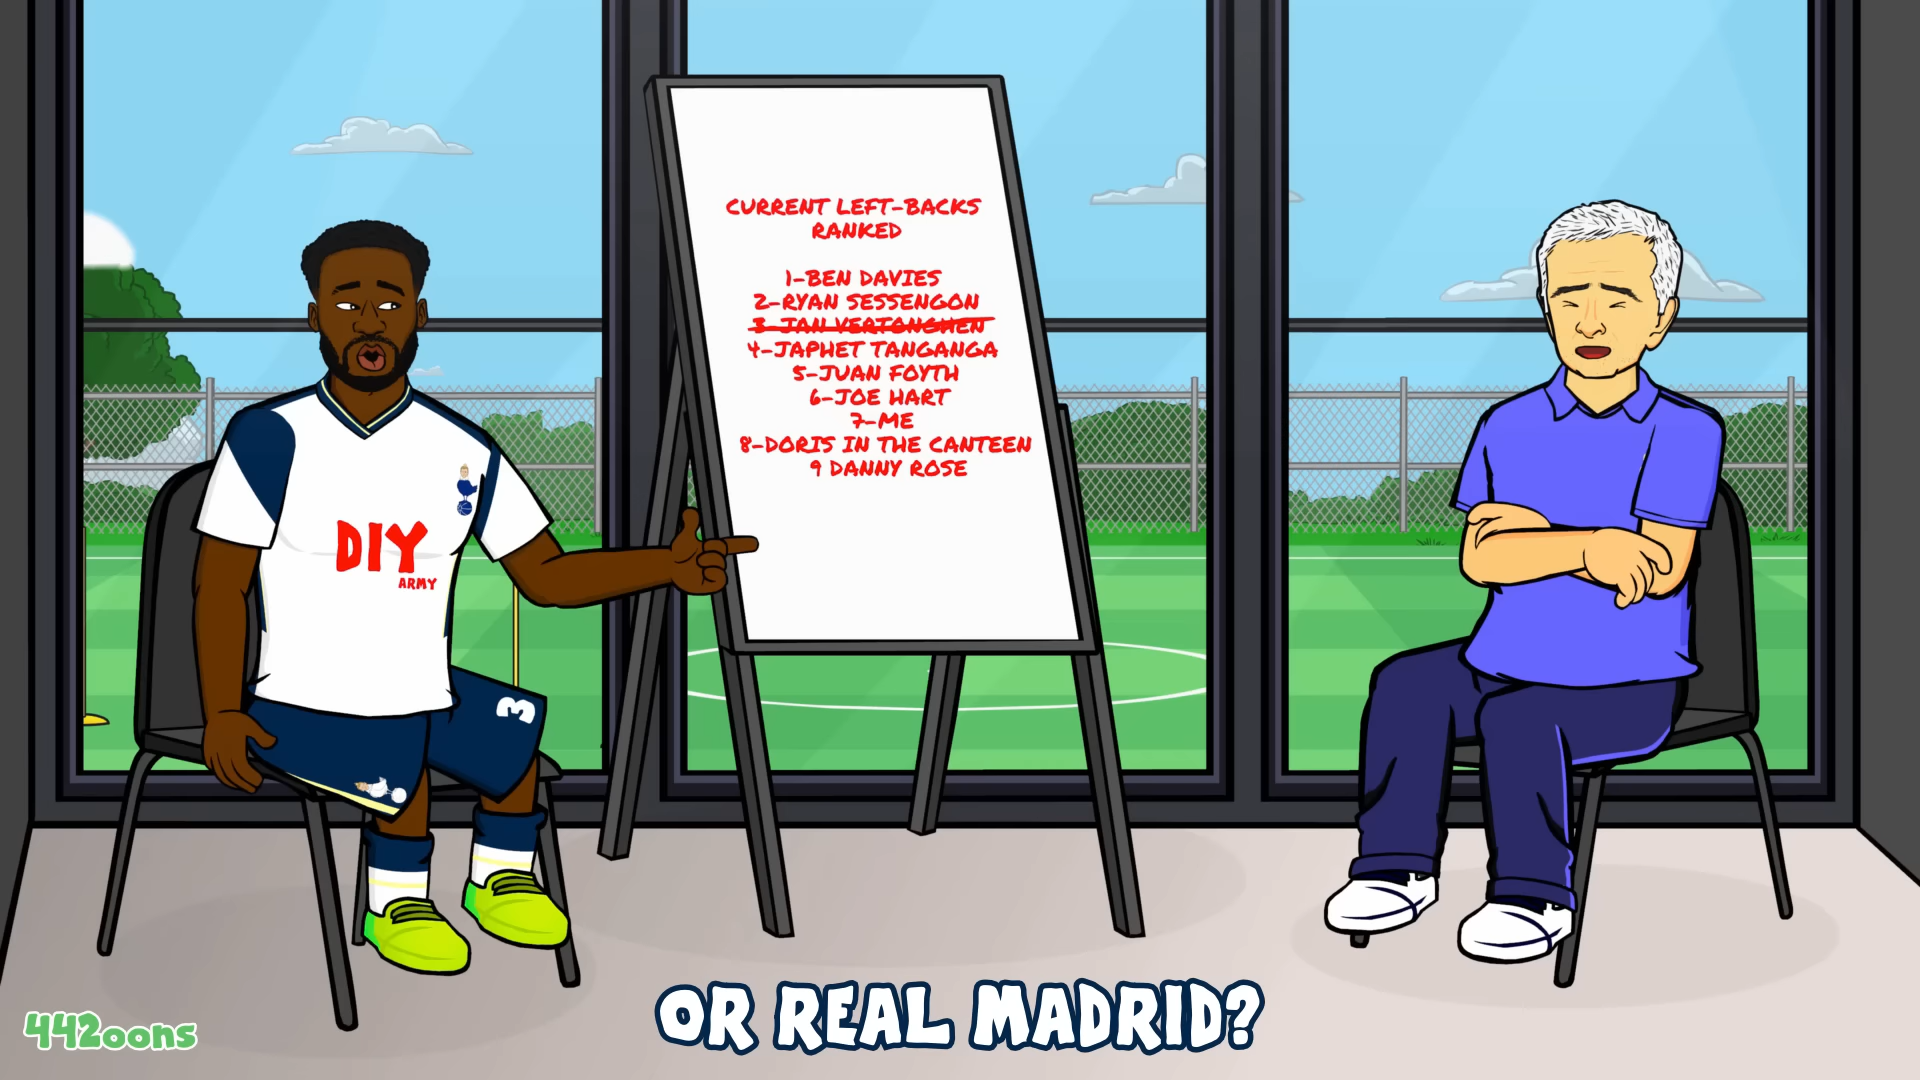 CURRENT LEFT-BACKS
RANKED
1-BEN DAVIES
2-RYAN SESSENGON
3-JAN VERTONGHEN
4-JAPHET TANGANGA
5-JUAN FOYTH
6-JOE HART
7-ME
8-DORIS IN THE CANTEEN
9 DANNY ROSE
DIY
ARMY
3
OR REAL MADRID?
442oons